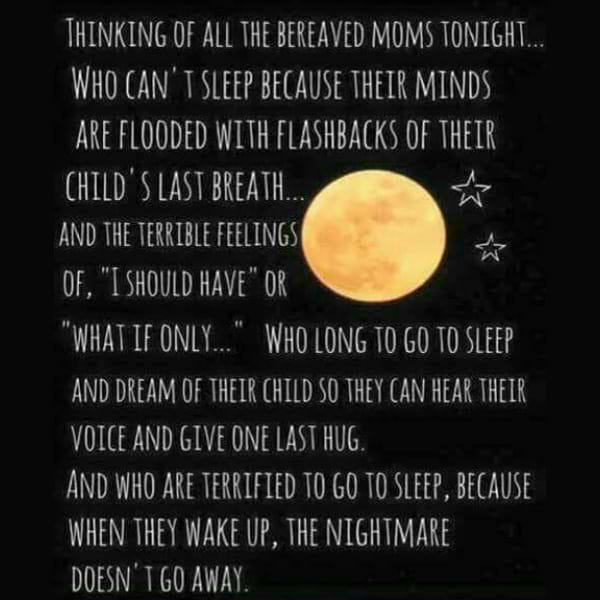 THINKING OF ALL THE BEREAVED MOMS TONIGHT...
WHO CAN'T SLEEP BECAUSE THEIR MINDS
ARE FLOODED WITH FLASHBACKS OF THEIR
CHILD'S LAST BREATH...
AND THE TERRIBLE FEELINGS
OF, "I SHOULD HAVE" OR
"WHAT IF ONLY..." WHO LONG TO GO TO SLEEP
AND DREAM OF THEIR CHILD SO THEY CAN HEAR THEIR
VOICE AND GIVE ONE LAST HUG.
AND WHO ARE TERRIFIED TO GO TO SLEEP, BECAUSE
WHEN THEY WAKE UP, THE NIGHTMARE
DOESN'T GO AWAY.